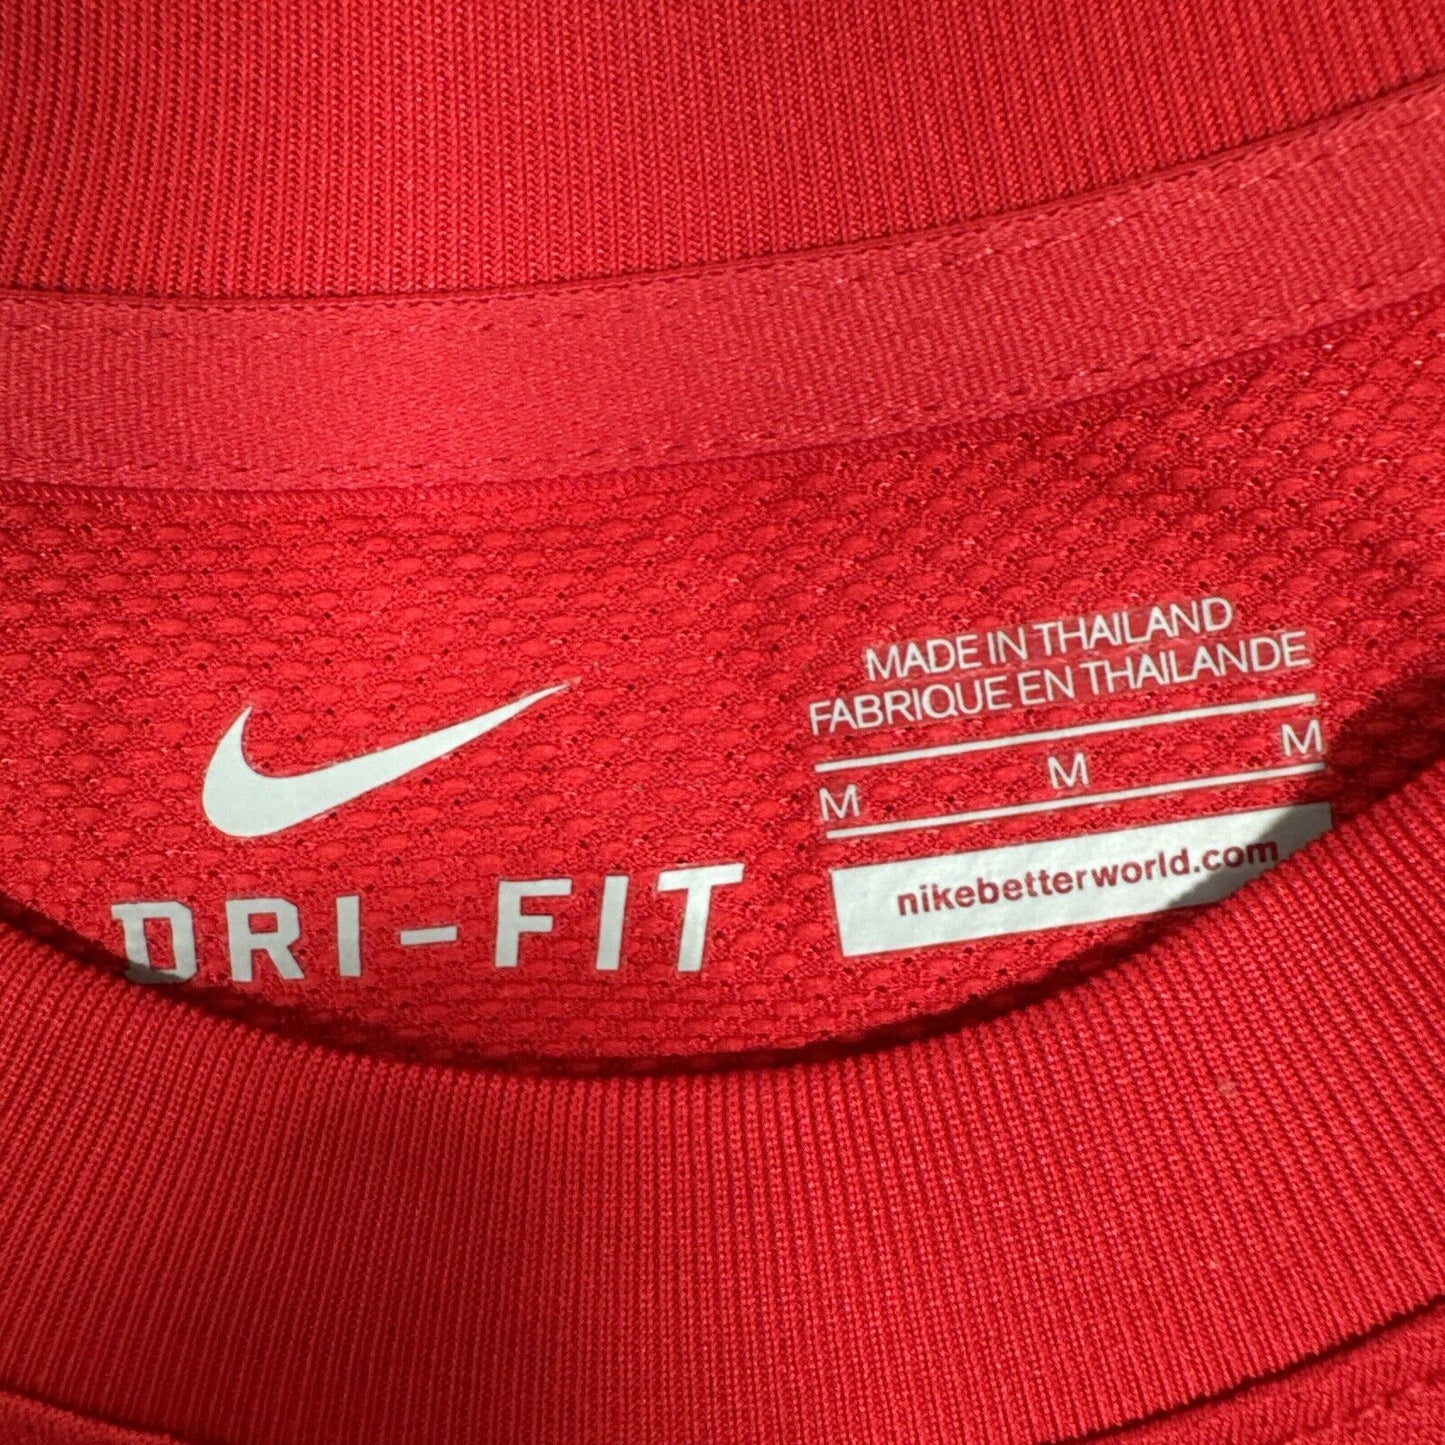 DRI-FIT
MADE IN THAILAND
FABRIQUE EN THAILANDE
M M M
nikebetterworld.com